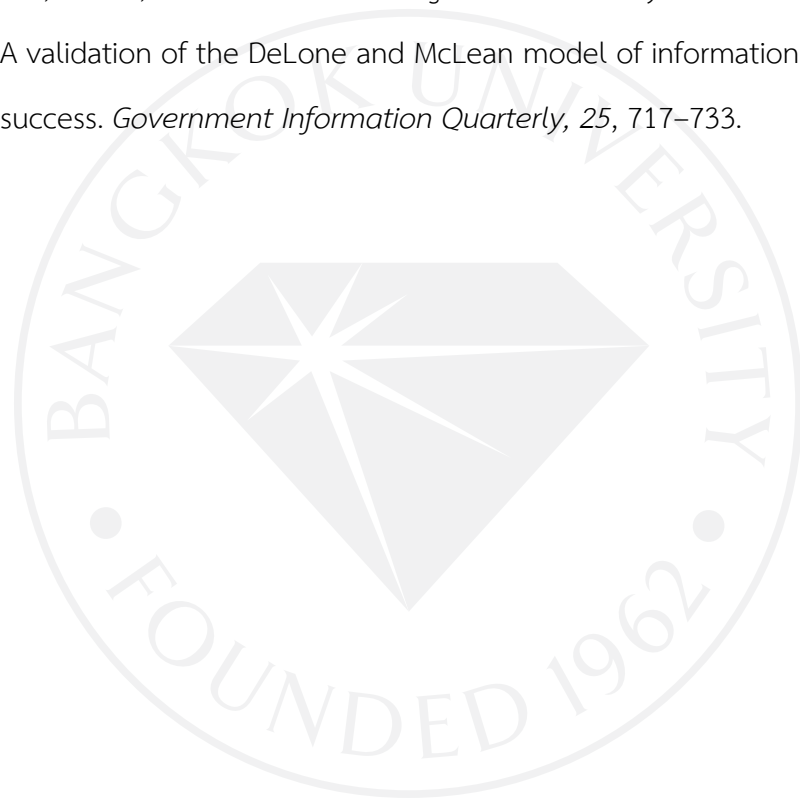 A validation of the DeLone and McLean model of information
success. Government Information Quarterly, 25, 717–733.
BANGKOK UNIVERSITY
FOUNDED 1962